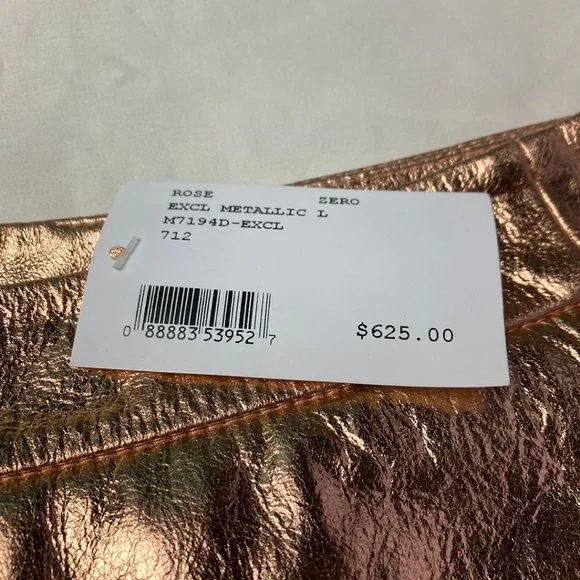 ROSE ZERO
EXCL METALLIC L
M7194D-EXCL
712
0 88883 53952 7
$625.00